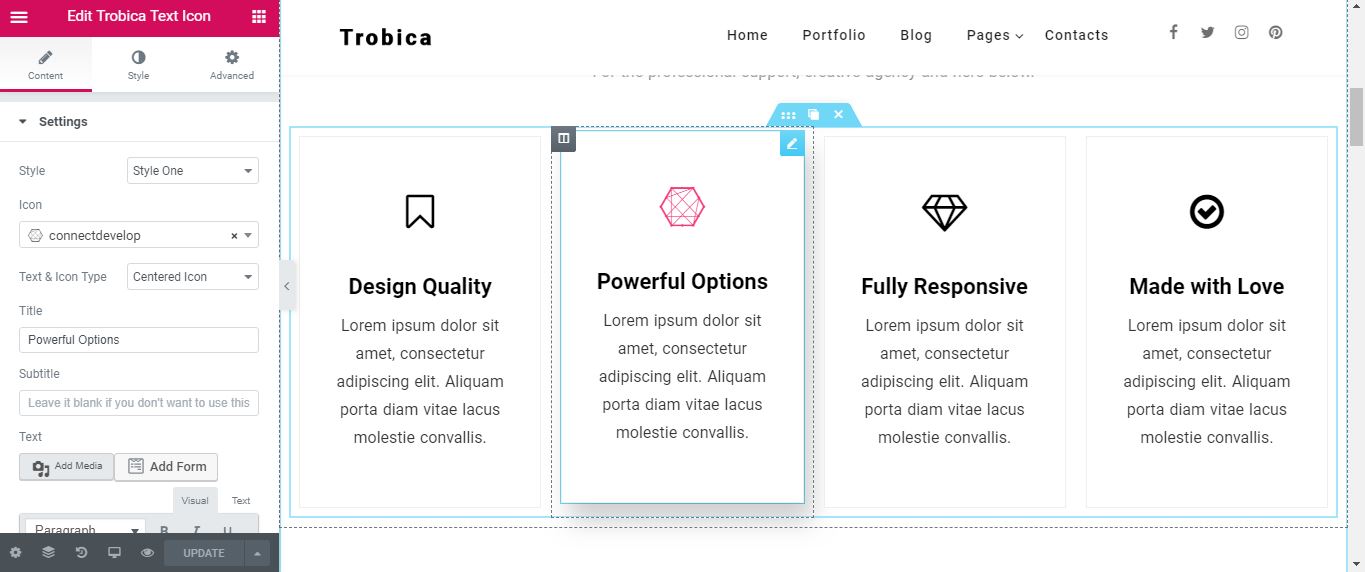 Edit Trobica Text Icon
Content
Style
Advanced
Settings
Style
Style One
Icon
connectdevelop
×
Text & Icon Type
Centered Icon
Title
Powerful Options
Subtitle
Leave it blank if you don't want to use this
Text
Add Media
Add Form
Visual
Text
Paragraph
B
I
U
UPDATE
Trobica
Home
Portfolio
Blog
Pages
Contacts
For the professional support, creative agency and hero below.
Design Quality
Lorem ipsum dolor sit
amet, consectetur
adipiscing elit. Aliquam
porta diam vitae lacus
molestie convallis.
Powerful Options
Lorem ipsum dolor sit
amet, consectetur
adipiscing elit. Aliquam
porta diam vitae lacus
molestie convallis.
Fully Responsive
Lorem ipsum dolor sit
amet, consectetur
adipiscing elit. Aliquam
porta diam vitae lacus
molestie convallis.
Made with Love
Lorem ipsum dolor sit
amet, consectetur
adipiscing elit. Aliquam
porta diam vitae lacus
molestie convallis.